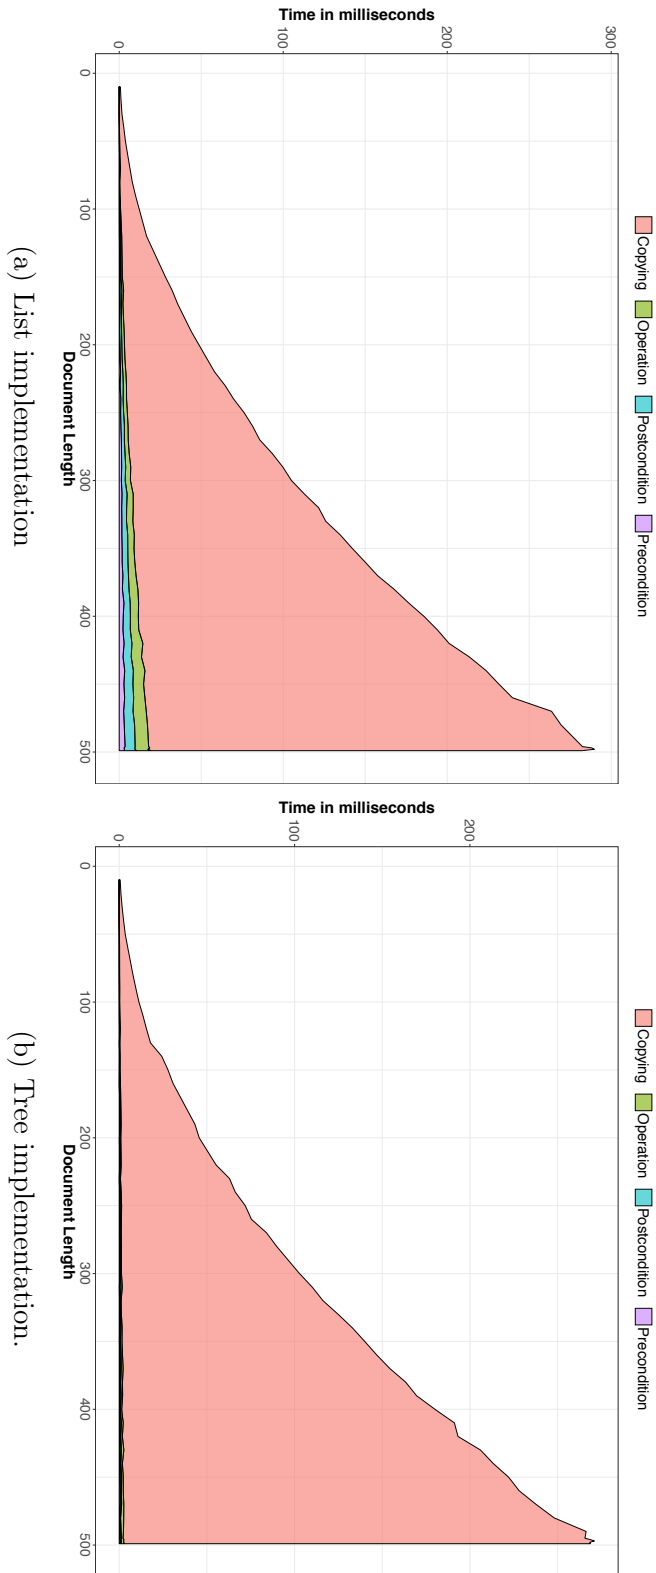 Copying Operation Postcondition Precondition
Time in milliseconds
300
200
100
0
0 100 200 300 400 500
Document Length
(a) List implementation
Copying Operation Postcondition Precondition
Time in milliseconds
200
100
0
0 100 200 300 400 500
Document Length
(b) Tree implementation.